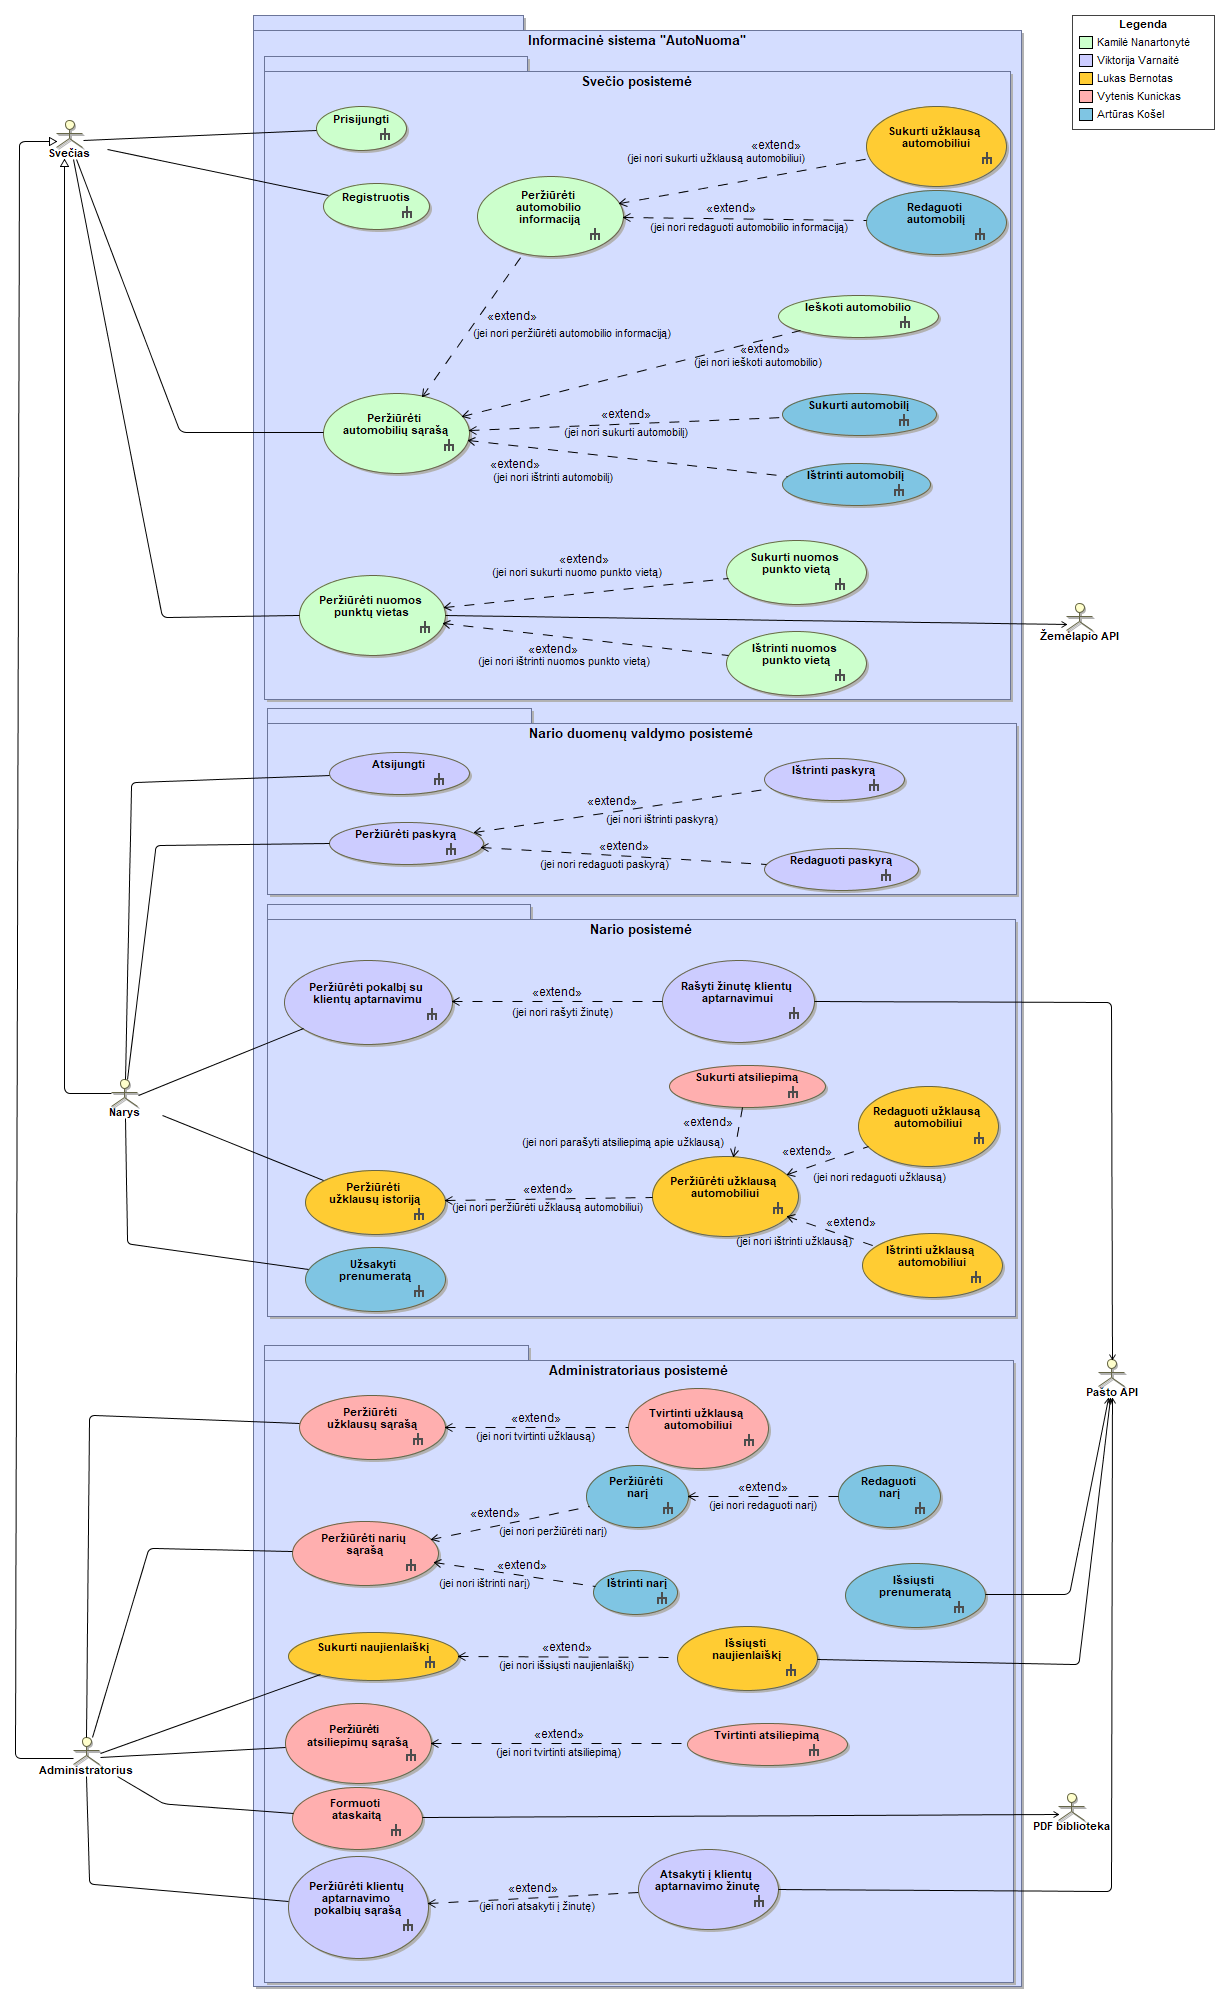 Informacinė sistema "AutoNuoma"
Legenda
Kamilė Nanartonytė
Viktorija Varnaitė
Lukas Bernotas
Vytenis Kunickas
Artūras Košel
Svečio posistemė
Svečias
Prisijungti
Registruotis
Peržiūrėti
automobilio
informaciją
«extend»
(jei nori sukurti užklausą automobiliui)
Sukurti užklausą
automobiliui
«extend»
(jei nori redaguoti automobilio informaciją)
Redaguoti
automobilį
«extend»
(jei nori peržiūrėti automobilio informaciją)
Ieškoti automobilio
«extend»
(jei nori ieškoti automobilio)
Peržiūrėti
automobilių sąrašą
«extend»
(jei nori sukurti automobilį)
Sukurti automobilį
«extend»
(jei nori ištrinti automobilį)
Ištrinti automobilį
Peržiūrėti nuomos
punktų vietas
«extend»
(jei nori sukurti nuomo punkto vietą)
Sukurti nuomos
punkto vietą
«extend»
(jei nori ištrinti nuomos punkto vietą)
Ištrinti nuomos
punkto vietą
Žemėlapio API
Nario duomenų valdymo posistemė
Atsijungti
Ištrinti paskyrą
«extend»
(jei nori ištrinti paskyrą)
Peržiūrėti paskyrą
«extend»
(jei nori redaguoti paskyrą)
Redaguoti paskyrą
Nario posistemė
Peržiūrėti pokalbį su
klientų aptarnavimu
«extend»
(jei nori rašyti žinutę)
Rašyti žinutę klientų
aptarnavimui
Narys
Sukurti atsiliepimą
«extend»
(jei nori parašyti atsiliepimą apie užklausą)
Redaguoti užklausą
automobiliui
«extend»
(jei nori redaguoti užklausą)
Peržiūrėti
užklausų istoriją
«extend»
(jei nori peržiūrėti užklausą automobiliui)
Peržiūrėti užklausą
automobiliui
«extend»
(jei nori ištrinti užklausą)
Ištrinti užklausą
automobiliui
Užsakyti
prenumeratą
Administratoriaus posistemė
Pašto API
Peržiūrėti
užklausų sąrašą
«extend»
(jei nori tvirtinti užklausą)
Tvirtinti užklausą
automobiliui
Peržiūrėti
narį
«extend»
(jei nori redaguoti narį)
Redaguoti
narį
Peržiūrėti narių
sąrašą
«extend»
(jei nori peržiūrėti narį)
«extend»
(jei nori ištrinti narį)
Ištrinti narį
Išsiųsti
prenumeratą
Sukurti naujienlaiškį
«extend»
(jei nori išsiųsti naujienlaiškį)
Išsiųsti
naujienlaiškį
Peržiūrėti
atsiliepimų sąrašą
«extend»
(jei nori tvirtinti atsiliepimą)
Tvirtinti atsiliepimą
Administratorius
Formuoti
ataskaitą
PDF biblioteka
Peržiūrėti klientų
aptarnavimo
pokalbių sąrašą
«extend»
(jei nori atsakyti į žinutę)
Atsakyti į klientų
aptarnavimo žinutę